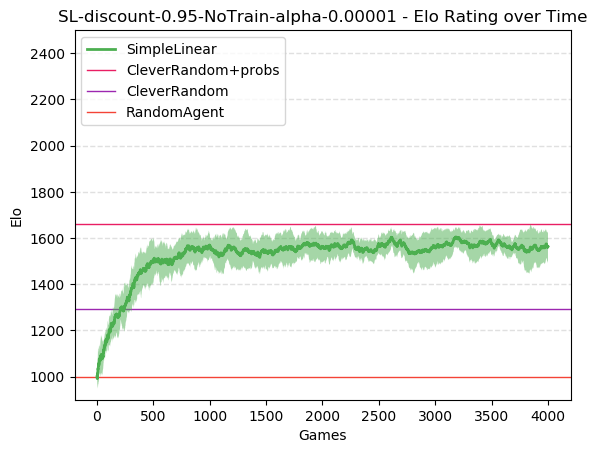 SL-discount-0.95-NoTrain-alpha-0.00001 - Elo Rating over Time
SimpleLinear
CleverRandom+probs
CleverRandom
RandomAgent
2400
2200
2000
1800
1600
1400
1200
1000
Elo
0 500 1000 1500 2000 2500 3000 3500 4000
Games